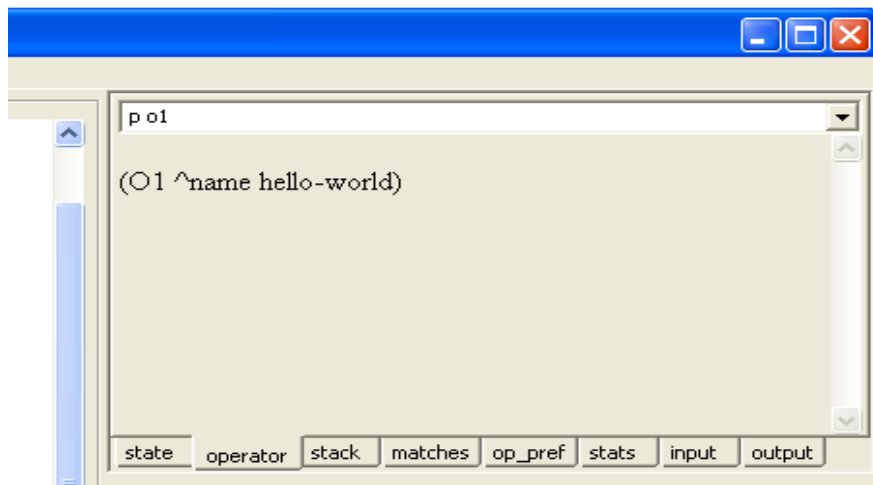 p o1
(O1 ^name hello-world)
state operator stack matches op_pref stats input output